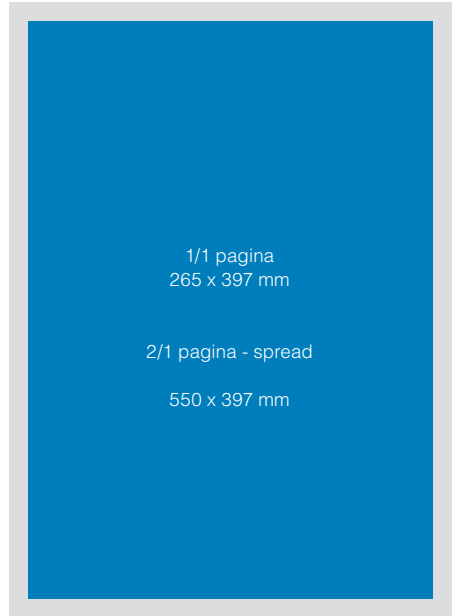 1/1 pagina
265 x 397 mm
2/1 pagina - spread
550 x 397 mm